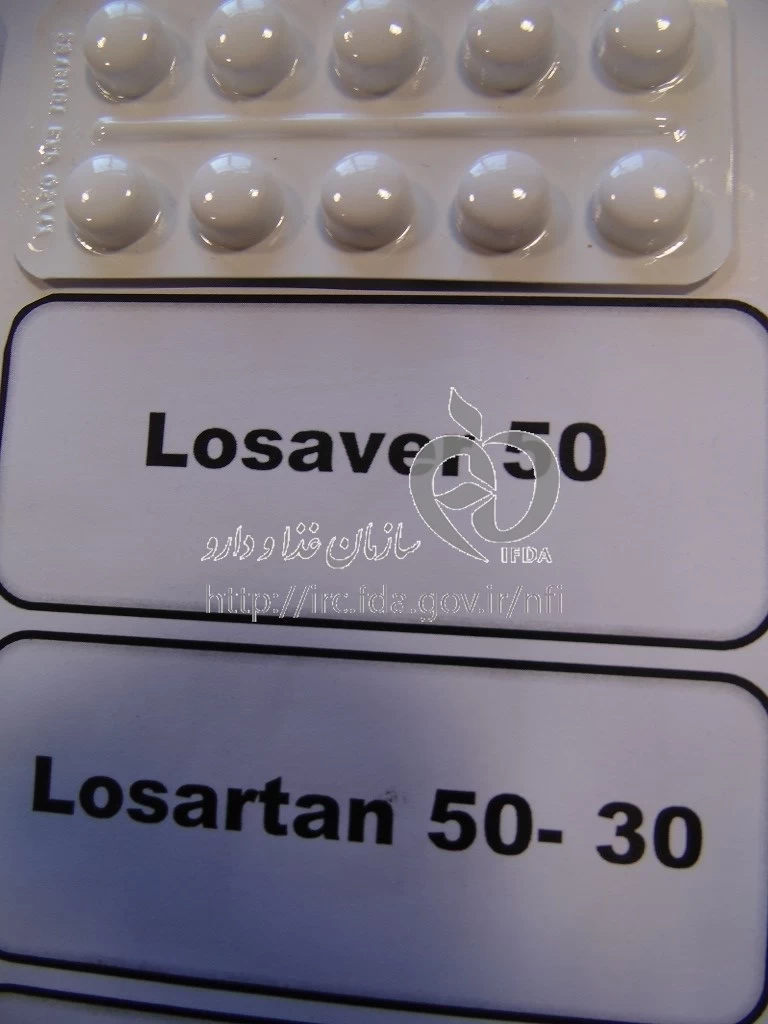 Losaver 50
IFDA
سازمان غذا و دارو
http://irc.fda.gov.ir/nfi
Losartan 50- 30